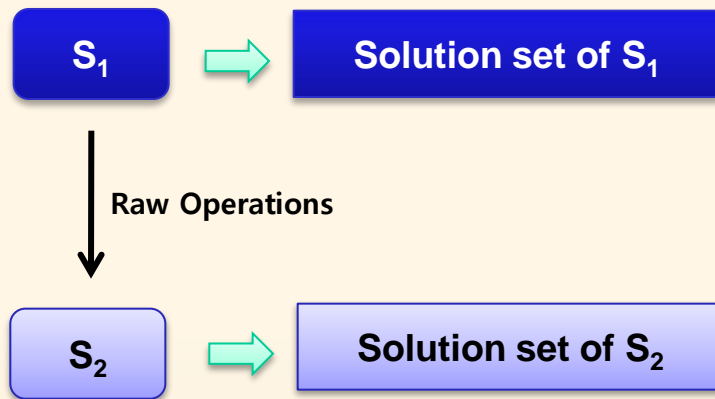 S₁
Solution set of S₁
Raw Operations
S₂
Solution set of S₂